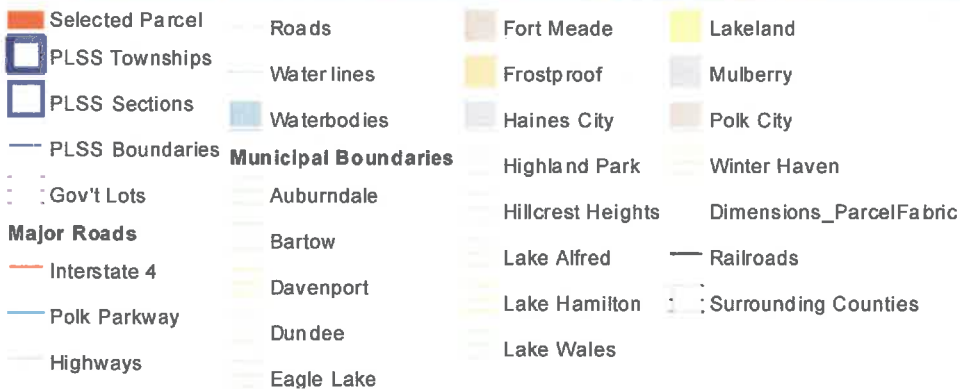 Selected Parcel
PLSS Townships
PLSS Sections
PLSS Boundaries
Gov't Lots
Major Roads
Interstate 4
Polk Parkway
Highways
Roads
Water lines
Waterbodies
Municipal Boundaries
Auburndale
Bartow
Davenport
Dundee
Eagle Lake
Fort Meade
Frostproof
Haines City
Highland Park
Hillcrest Heights
Lake Alfred
Lake Hamilton
Lake Wales
Lakeland
Mulberry
Polk City
Winter Haven
Dimensions_ParcelFabric
Railroads
Surrounding Counties